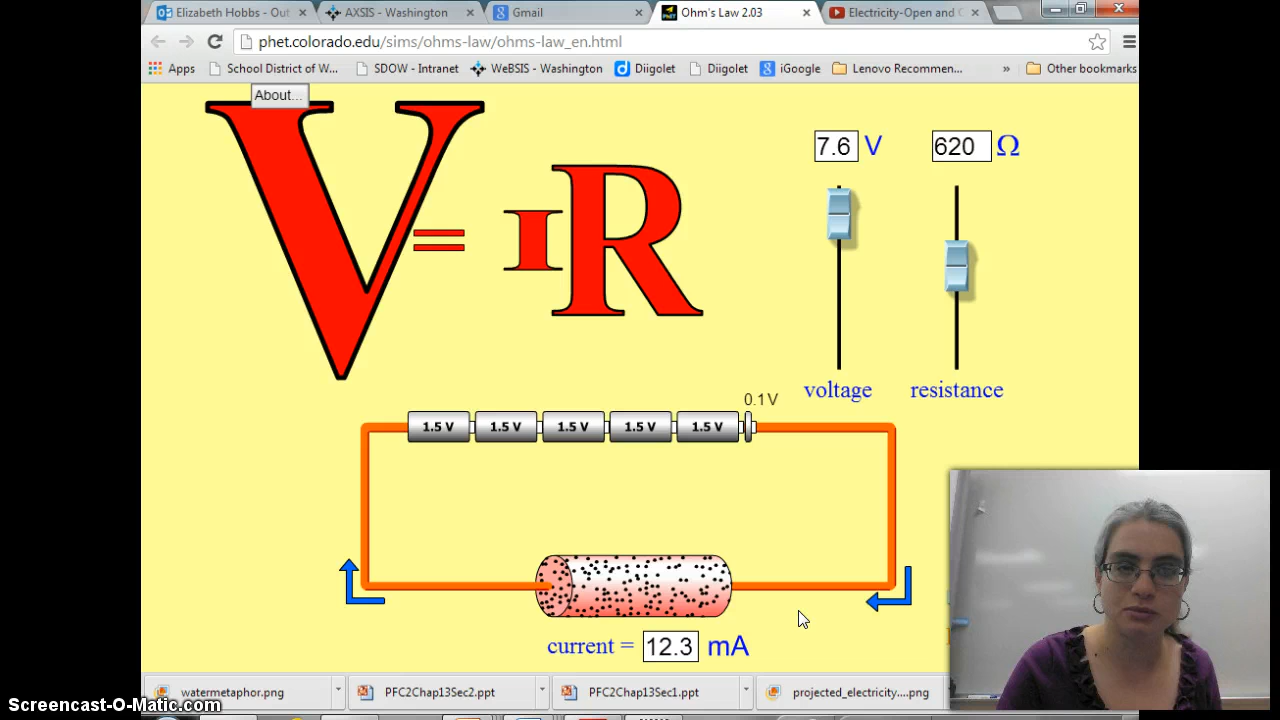 Elizabeth Hobbs - Out
AXSIS - Washington
Gmail
Ohm's Law 2.03
Electricity-Open and C
phet.colorado.edu/sims/ohms-law/ohms-law_en.html
Apps
School District of W...
SDOW - Intranet
WeBSIS - Washington
Diigolet
Diigolet
iGoogle
Lenovo Recommen...
»
Other bookmarks
About...
V = IR
7.6 V
620 Ω
voltage
resistance
0.1V
1.5 V 1.5 V 1.5 V 1.5 V 1.5 V
current = 12.3 mA
watermetaphor.png
PFC2Chap13Sec2.ppt
PFC2Chap13Sec1.ppt
projected_electricity....png
Screencast-O-Matic.com